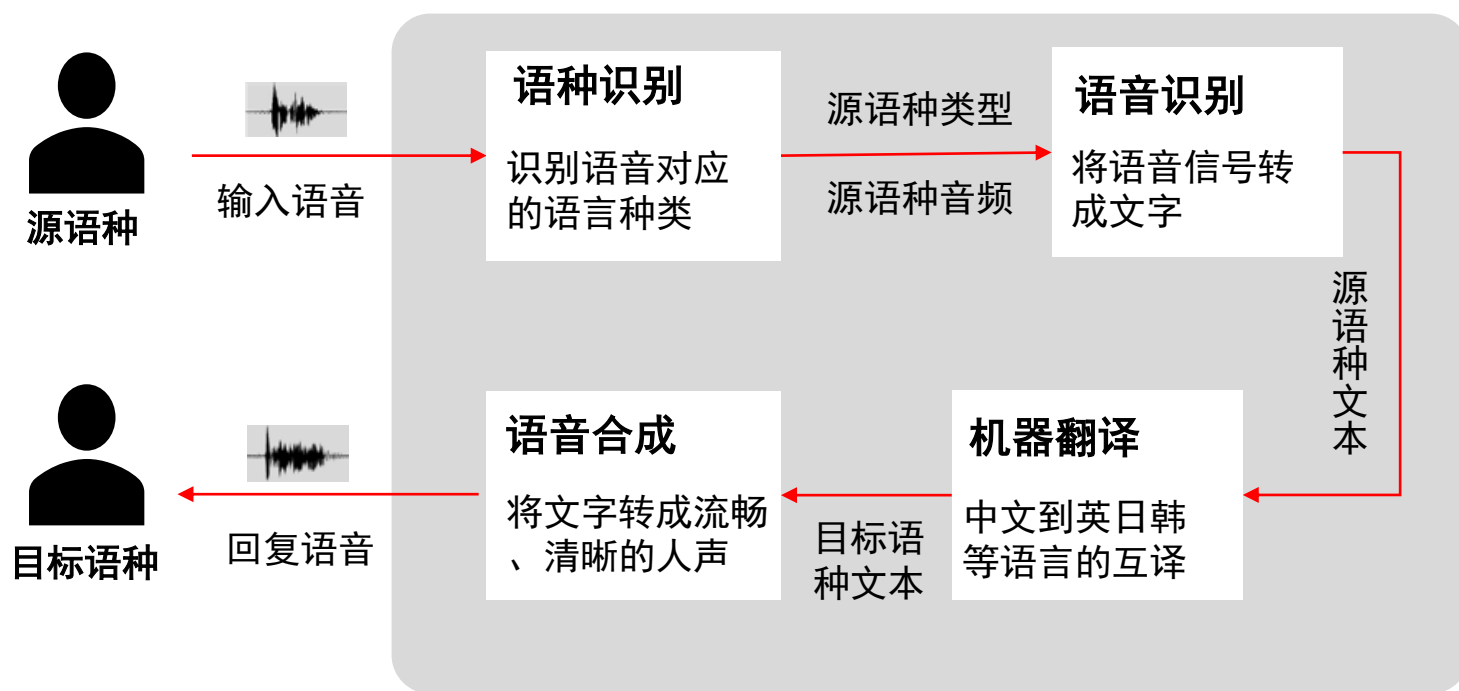 源语种
输入语音
语种识别
识别语音对应
的语言种类
源语种类型
源语种音频
语音识别
将语音信号转
成文字
源语种文本
机器翻译
中文到英日韩
等语言的互译
目标语
种文本
语音合成
将文字转成流畅
、清晰的人声
回复语音
目标语种